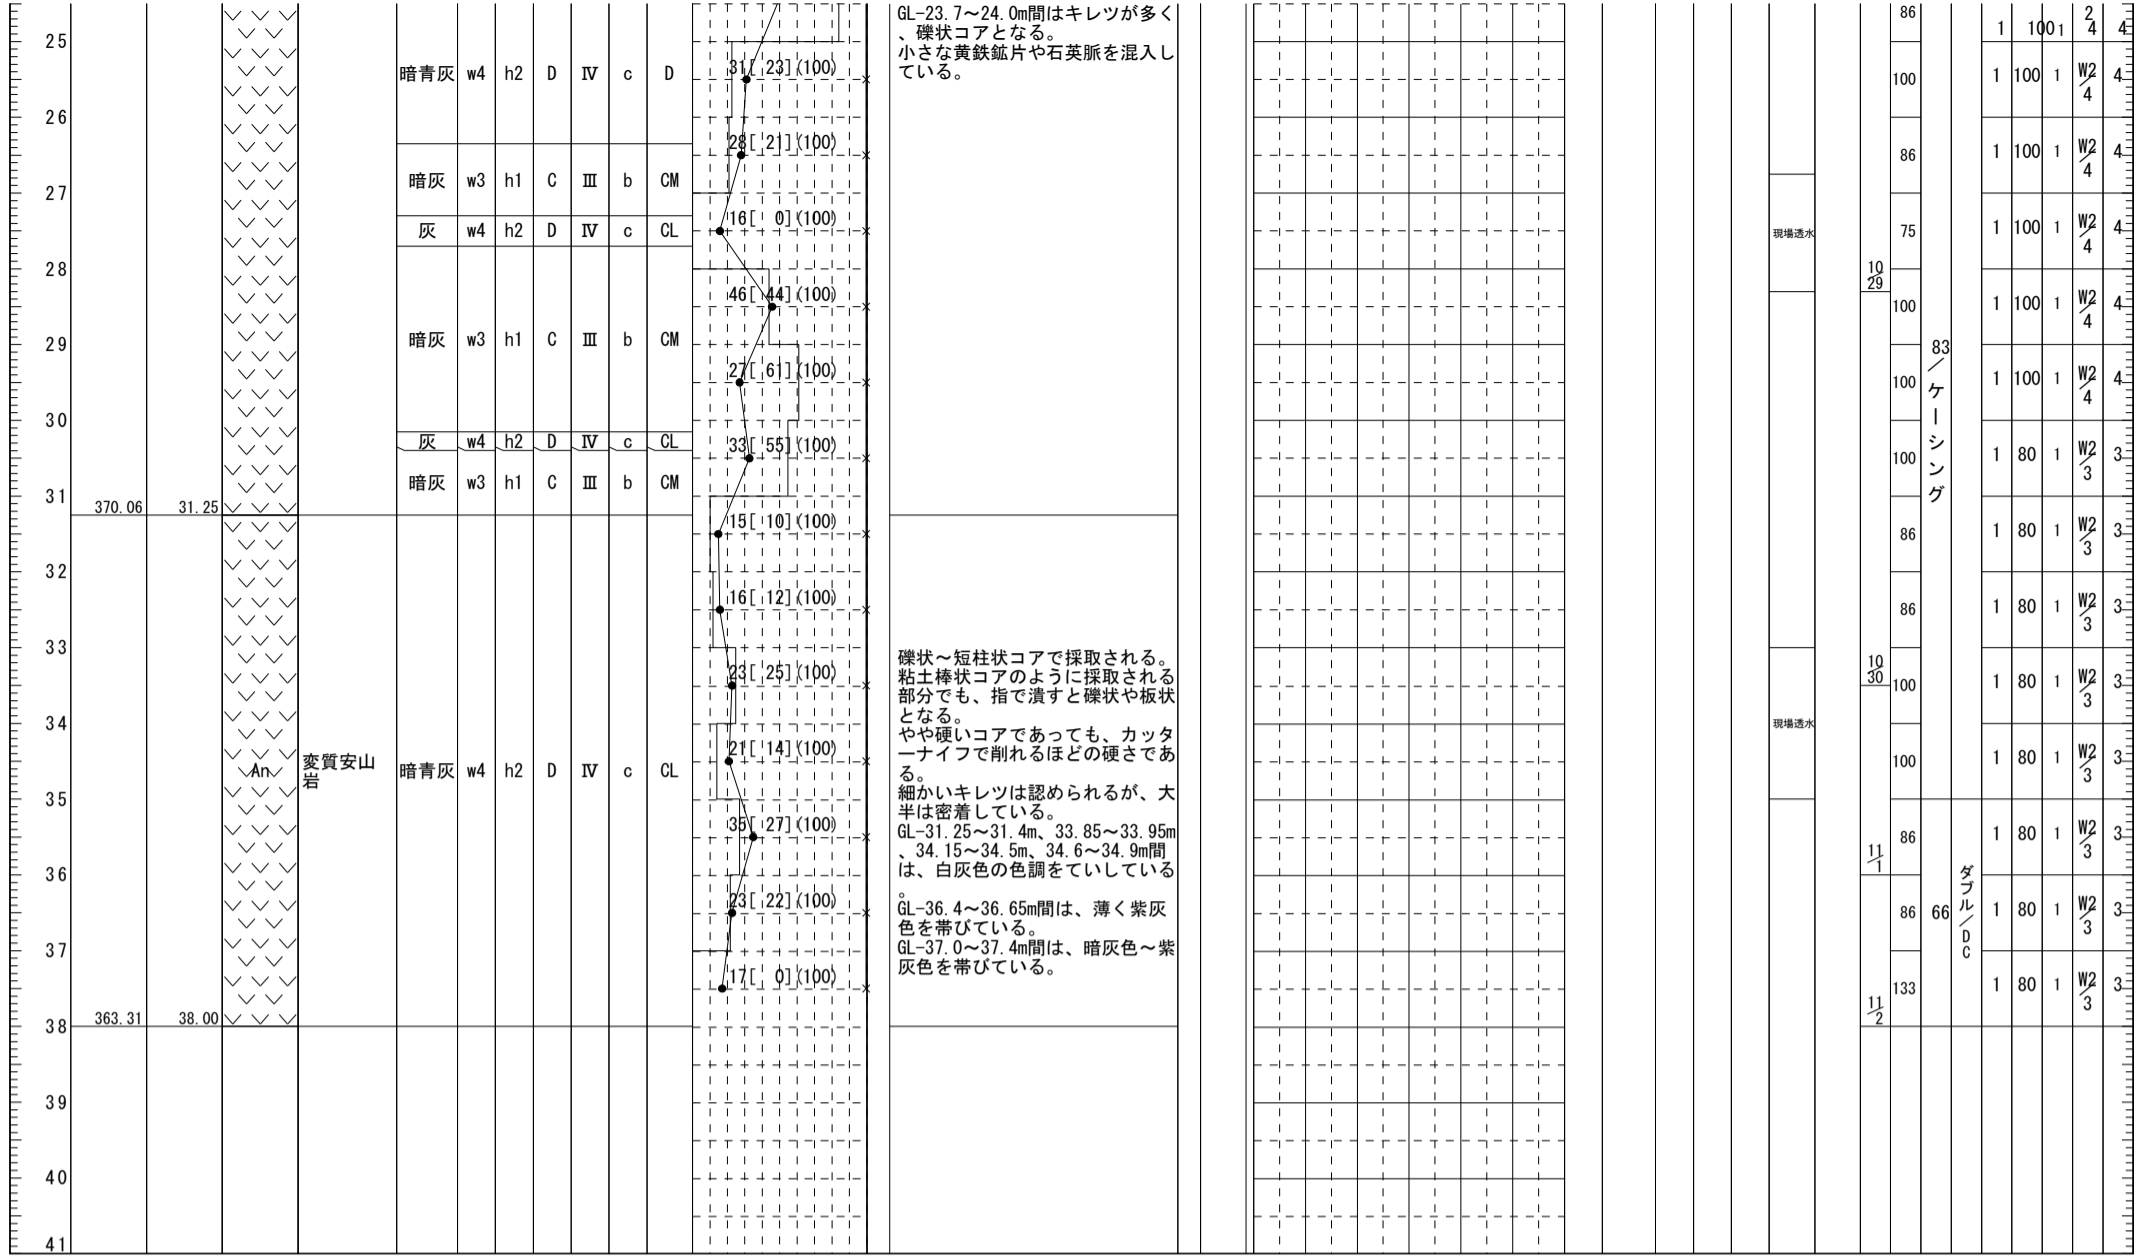 25
26
27
28
29
30
31
32
33
34
35
36
37
38
39
40
41
370.06 31.25
363.31 38.00
An
変質安山
岩
暗青灰 w4 h2 D Ⅳ c D
暗灰 w3 h1 C Ⅲ b CM
灰 w4 h2 D Ⅳ c CL
暗灰 w3 h1 C Ⅲ b CM
灰 w4 h2 D Ⅳ c CL
暗灰 w3 h1 C Ⅲ b CM
暗青灰 w4 h2 D Ⅳ c CL
31[ 23](100)
28[ 21](100)
16[ 0](100)
46[ 44](100)
27[ 61](100)
33[ 55](100)
15[ 10](100)
16[ 12](100)
23[ 25](100)
21[ 14](100)
35[ 27](100)
23[ 22](100)
17[ 0](100)
GL-23.7～24.0m間はキレツが多く
、礫状コアとなる。
小さな黄鉄鉱片や石英脈を混入し
ている。
礫状～短柱状コアで採取される。
粘土棒状コアのように採取される
部分でも、指で潰すと礫状や板状
となる。
やや硬いコアであっても、カッタ
ーナイフで削れるほどの硬さであ
る。
細かいキレツは認められるが、大
半は密着している。
GL-31.25～31.4m、33.85～33.95m
、34.15～34.5m、34.6～34.9m間
は、白灰色の色調をていしている
。
GL-36.4～36.65m間は、薄く紫灰
色を帯びている。
GL-37.0～37.4m間は、暗灰色～紫
灰色を帯びている。
現場透水
現場透水
10/29
10/30
11/1
11/2
86
100
86
75
100
100
100
86
86
100
100
86
86
133
83/ケーシング
66
ダブル/DC
1 100 1 2/4 4
1 100 1 W2/4 4
1 100 1 W2/4 4
1 100 1 W2/4 4
1 100 1 W2/4 4
1 100 1 W2/4 4
1 80 1 W2/3 3
1 80 1 W2/3 3
1 80 1 W2/3 3
1 80 1 W2/3 3
1 80 1 W2/3 3
1 80 1 W2/3 3
1 80 1 W2/3 3
1 80 1 W2/3 3